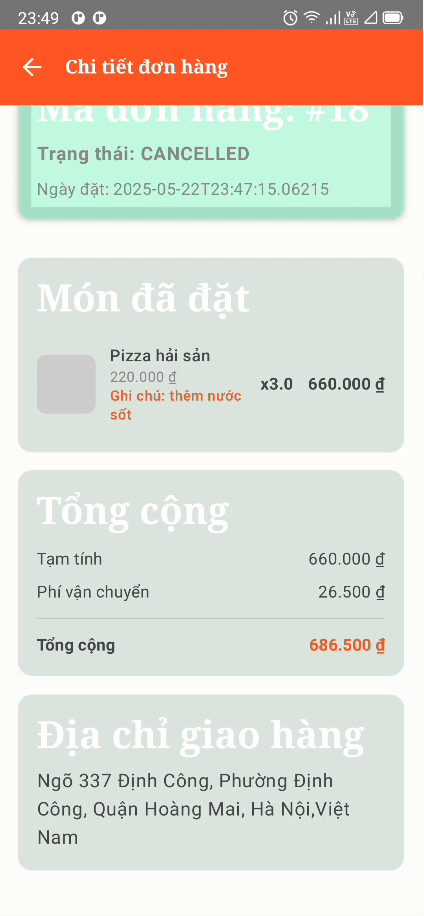 23:49
Chi tiết đơn hàng
Mã đơn hàng: #18
Trạng thái: CANCELLED
Ngày đặt: 2025-05-22T23:47:15.06215
Món đã đặt
Pizza hải sản
220.000 ₫
Ghi chú: thêm nước
sốt
x3.0 660.000 ₫
Tổng cộng
Tạm tính 660.000 ₫
Phí vận chuyển 26.500 ₫
Tổng cộng 686.500 ₫
Địa chỉ giao hàng
Ngõ 337 Định Công, Phường Định
Công, Quận Hoàng Mai, Hà Nội,Việt
Nam